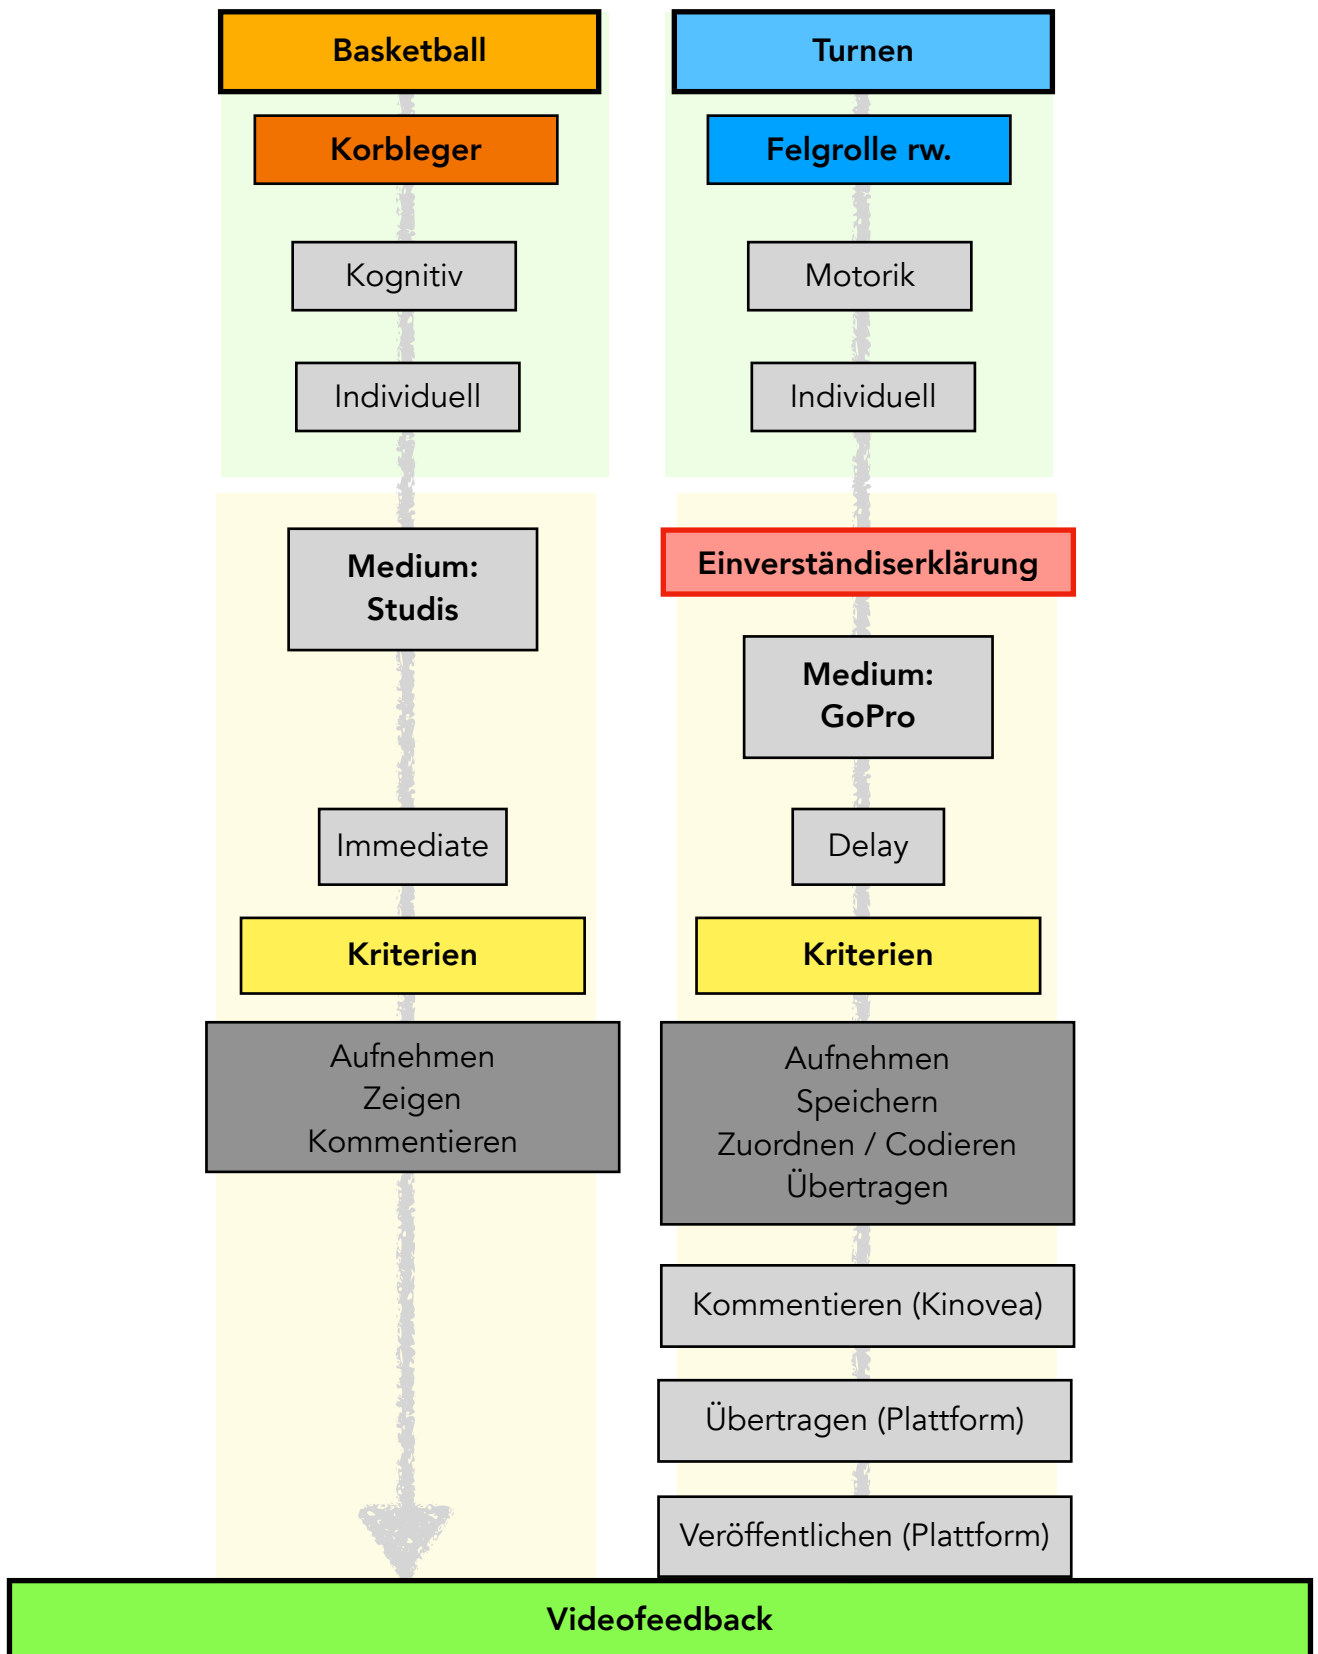 Basketball
Korbleger
Kognitiv
Individuell
Medium:
Studis
Immediate
Kriterien
Aufnehmen
Zeigen
Kommentieren
Turnen
Felgrolle rw.
Motorik
Individuell
Einverständiserklärung
Medium:
GoPro
Delay
Kriterien
Aufnehmen
Speichern
Zuordnen / Codieren
Übertragen
Kommentieren (Kinovea)
Übertragen (Plattform)
Veröffentlichen (Plattform)
Videofeedback